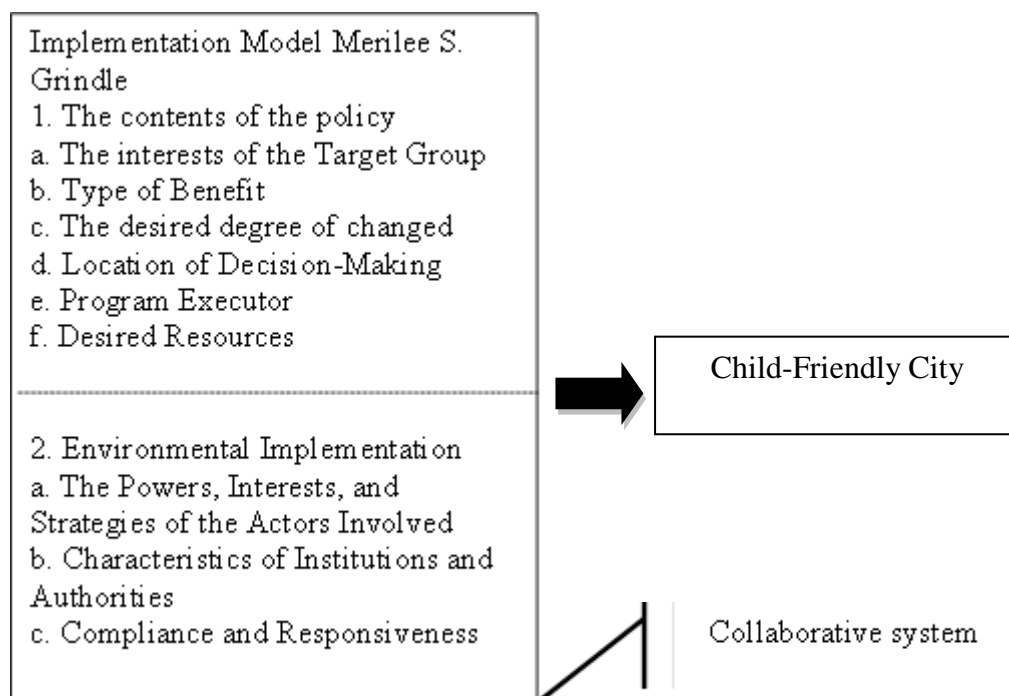 Implementation Model Merilee S.
Grindle
1. The contents of the policy
a. The interests of the Target Group
b. Type of Benefit
c. The desired degree of changed
d. Location of Decision-Making
e. Program Executor
f. Desired Resources
2. Environmental Implementation
a. The Powers, Interests, and
Strategies of the Actors Involved
b. Characteristics of Institutions and
Authorities
c. Compliance and Responsiveness
Child-Friendly City
Collaborative system